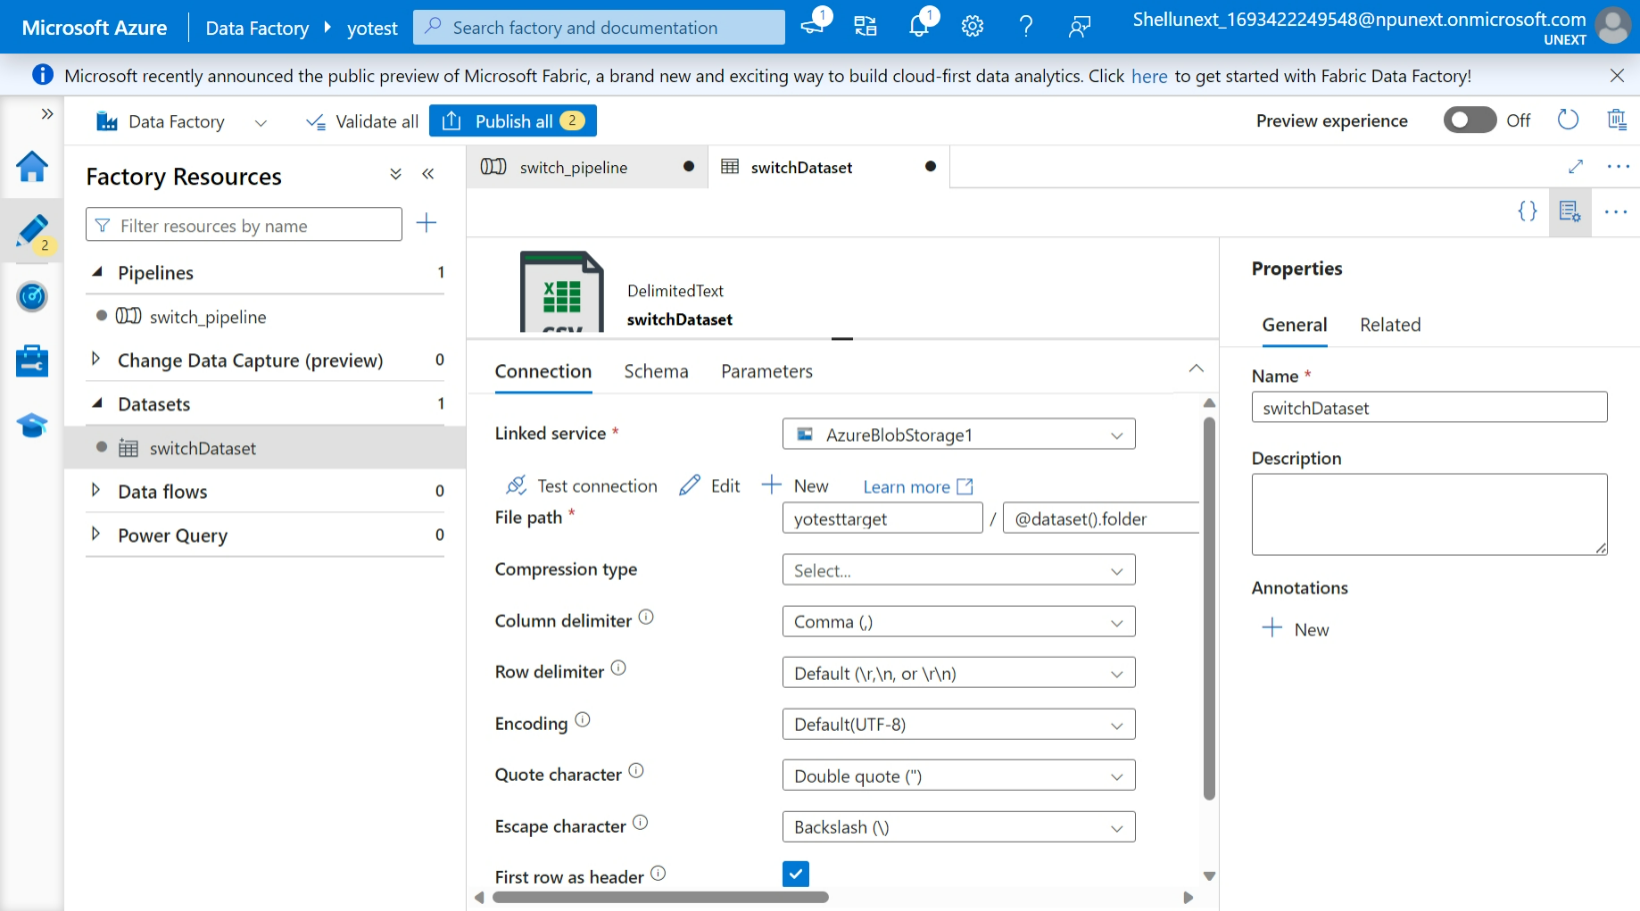 Microsoft Azure
Data Factory
yotest
Search factory and documentation
1
1
Shellunext_1693422249548@npunext.onmicrosoft.com
UNEXT
Microsoft recently announced the public preview of Microsoft Fabric, a brand new and exciting way to build cloud-first data analytics. Click here to get started with Fabric Data Factory!
Data Factory
Validate all
Publish all 2
Preview experience
Off
2
Factory Resources
Filter resources by name
Pipelines 1
switch_pipeline
Change Data Capture (preview) 0
Datasets 1
switchDataset
Data flows 0
Power Query 0
switch_pipeline
switchDataset
{}
X
CSV
DelimitedText
switchDataset
Connection
Schema
Parameters
Linked service *
AzureBlobStorage1
Test connection
Edit
New
Learn more
File path *
yotesttarget / @dataset().folder
Compression type
Select...
Column delimiter
Comma (,)
Row delimiter
Default (\r,\n, or \r\n)
Encoding
Default(UTF-8)
Quote character
Double quote (")
Escape character
Backslash (\)
First row as header
Properties
General
Related
Name *
switchDataset
Description
Annotations
New